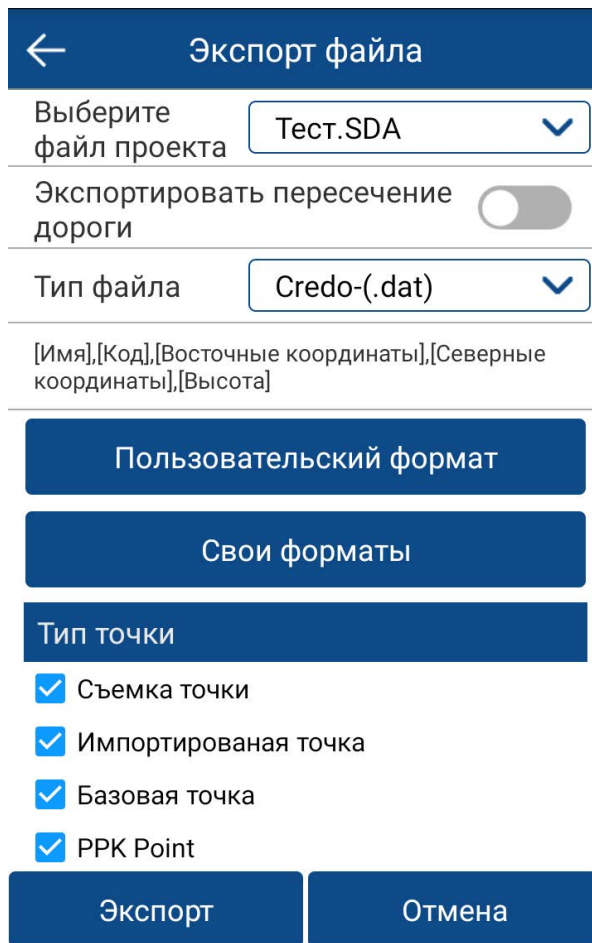 Экспорт файла
Выберите
файл проекта
Тест.SDA
Экспортировать пересечение
дороги
Тип файла
Credo-(.dat)
[Имя],[Код],[Восточные координаты],[Северные
координаты],[Высота]
Пользовательский формат
Свои форматы
Тип точки
Съемка точки
Импортированая точка
Базовая точка
PPK Point
Экспорт
Отмена